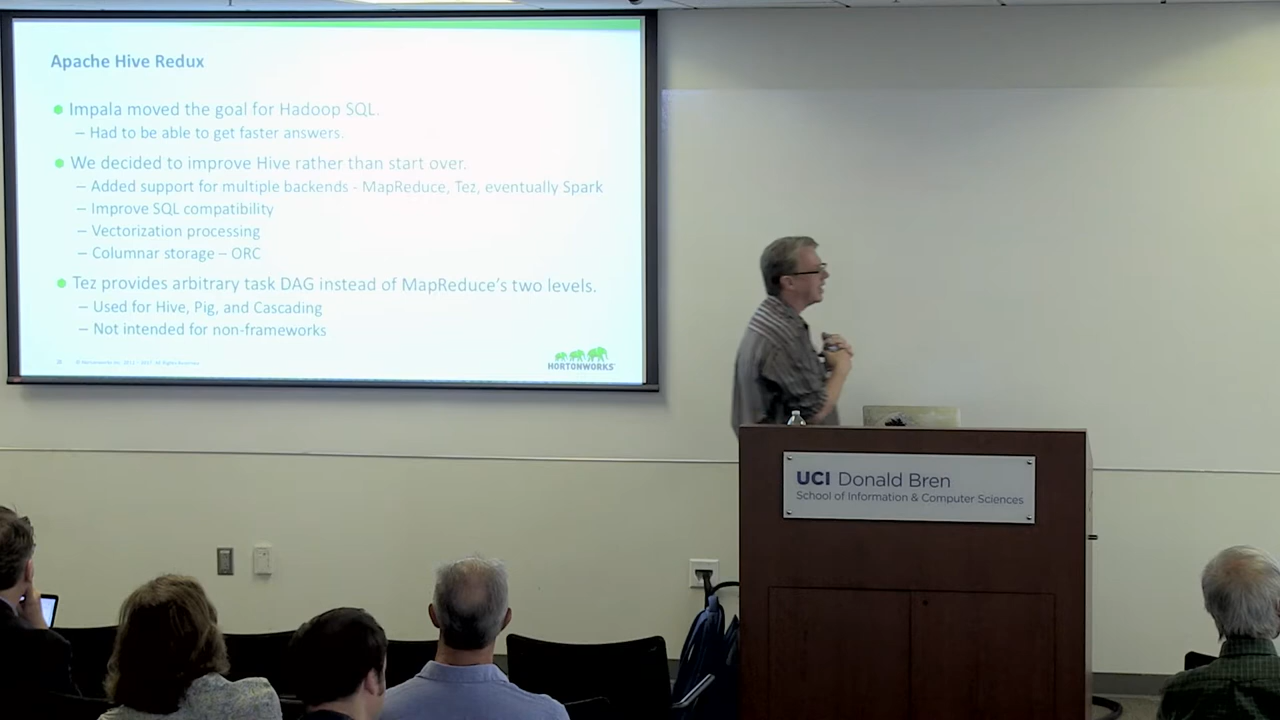 Apache Hive Redux
Impala moved the goal for Hadoop SQL.
– Had to be able to get faster answers.
We decided to improve Hive rather than start over.
– Added support for multiple backends - MapReduce, Tez, eventually Spark
– Improve SQL compatibility
– Vectorization processing
– Columnar storage – ORC
Tez provides arbitrary task DAG instead of MapReduce's two levels.
– Used for Hive, Pig, and Cascading
– Not intended for non-frameworks
HORTONWORKS
UCI Donald Bren
School of Information & Computer Sciences